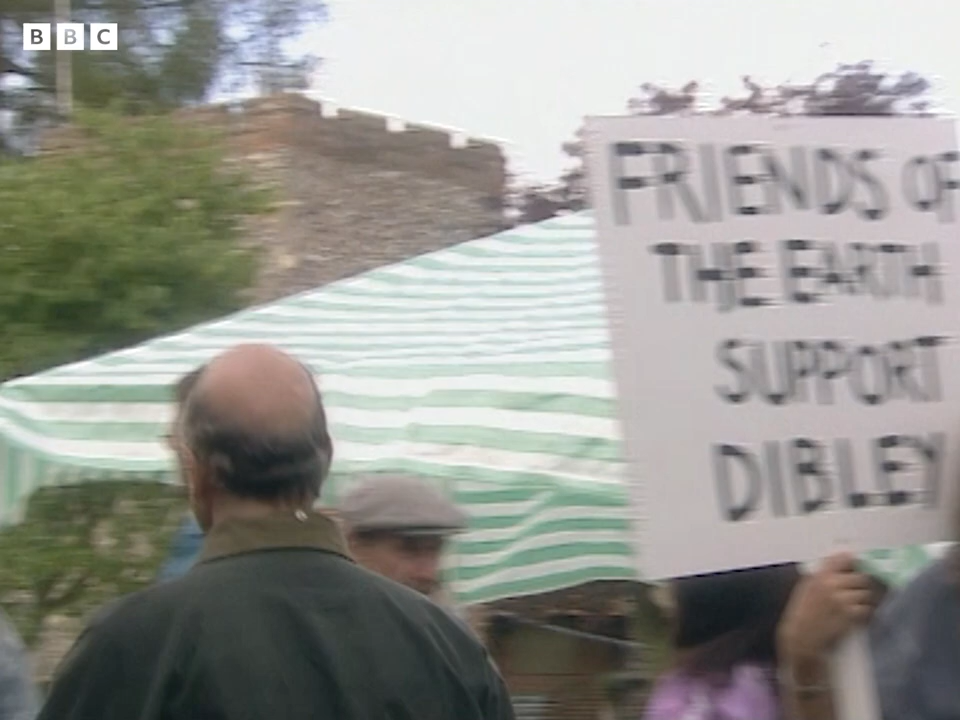 BBC
FRIENDS OF
THE EARTH
SUPPORT
DIBLEY